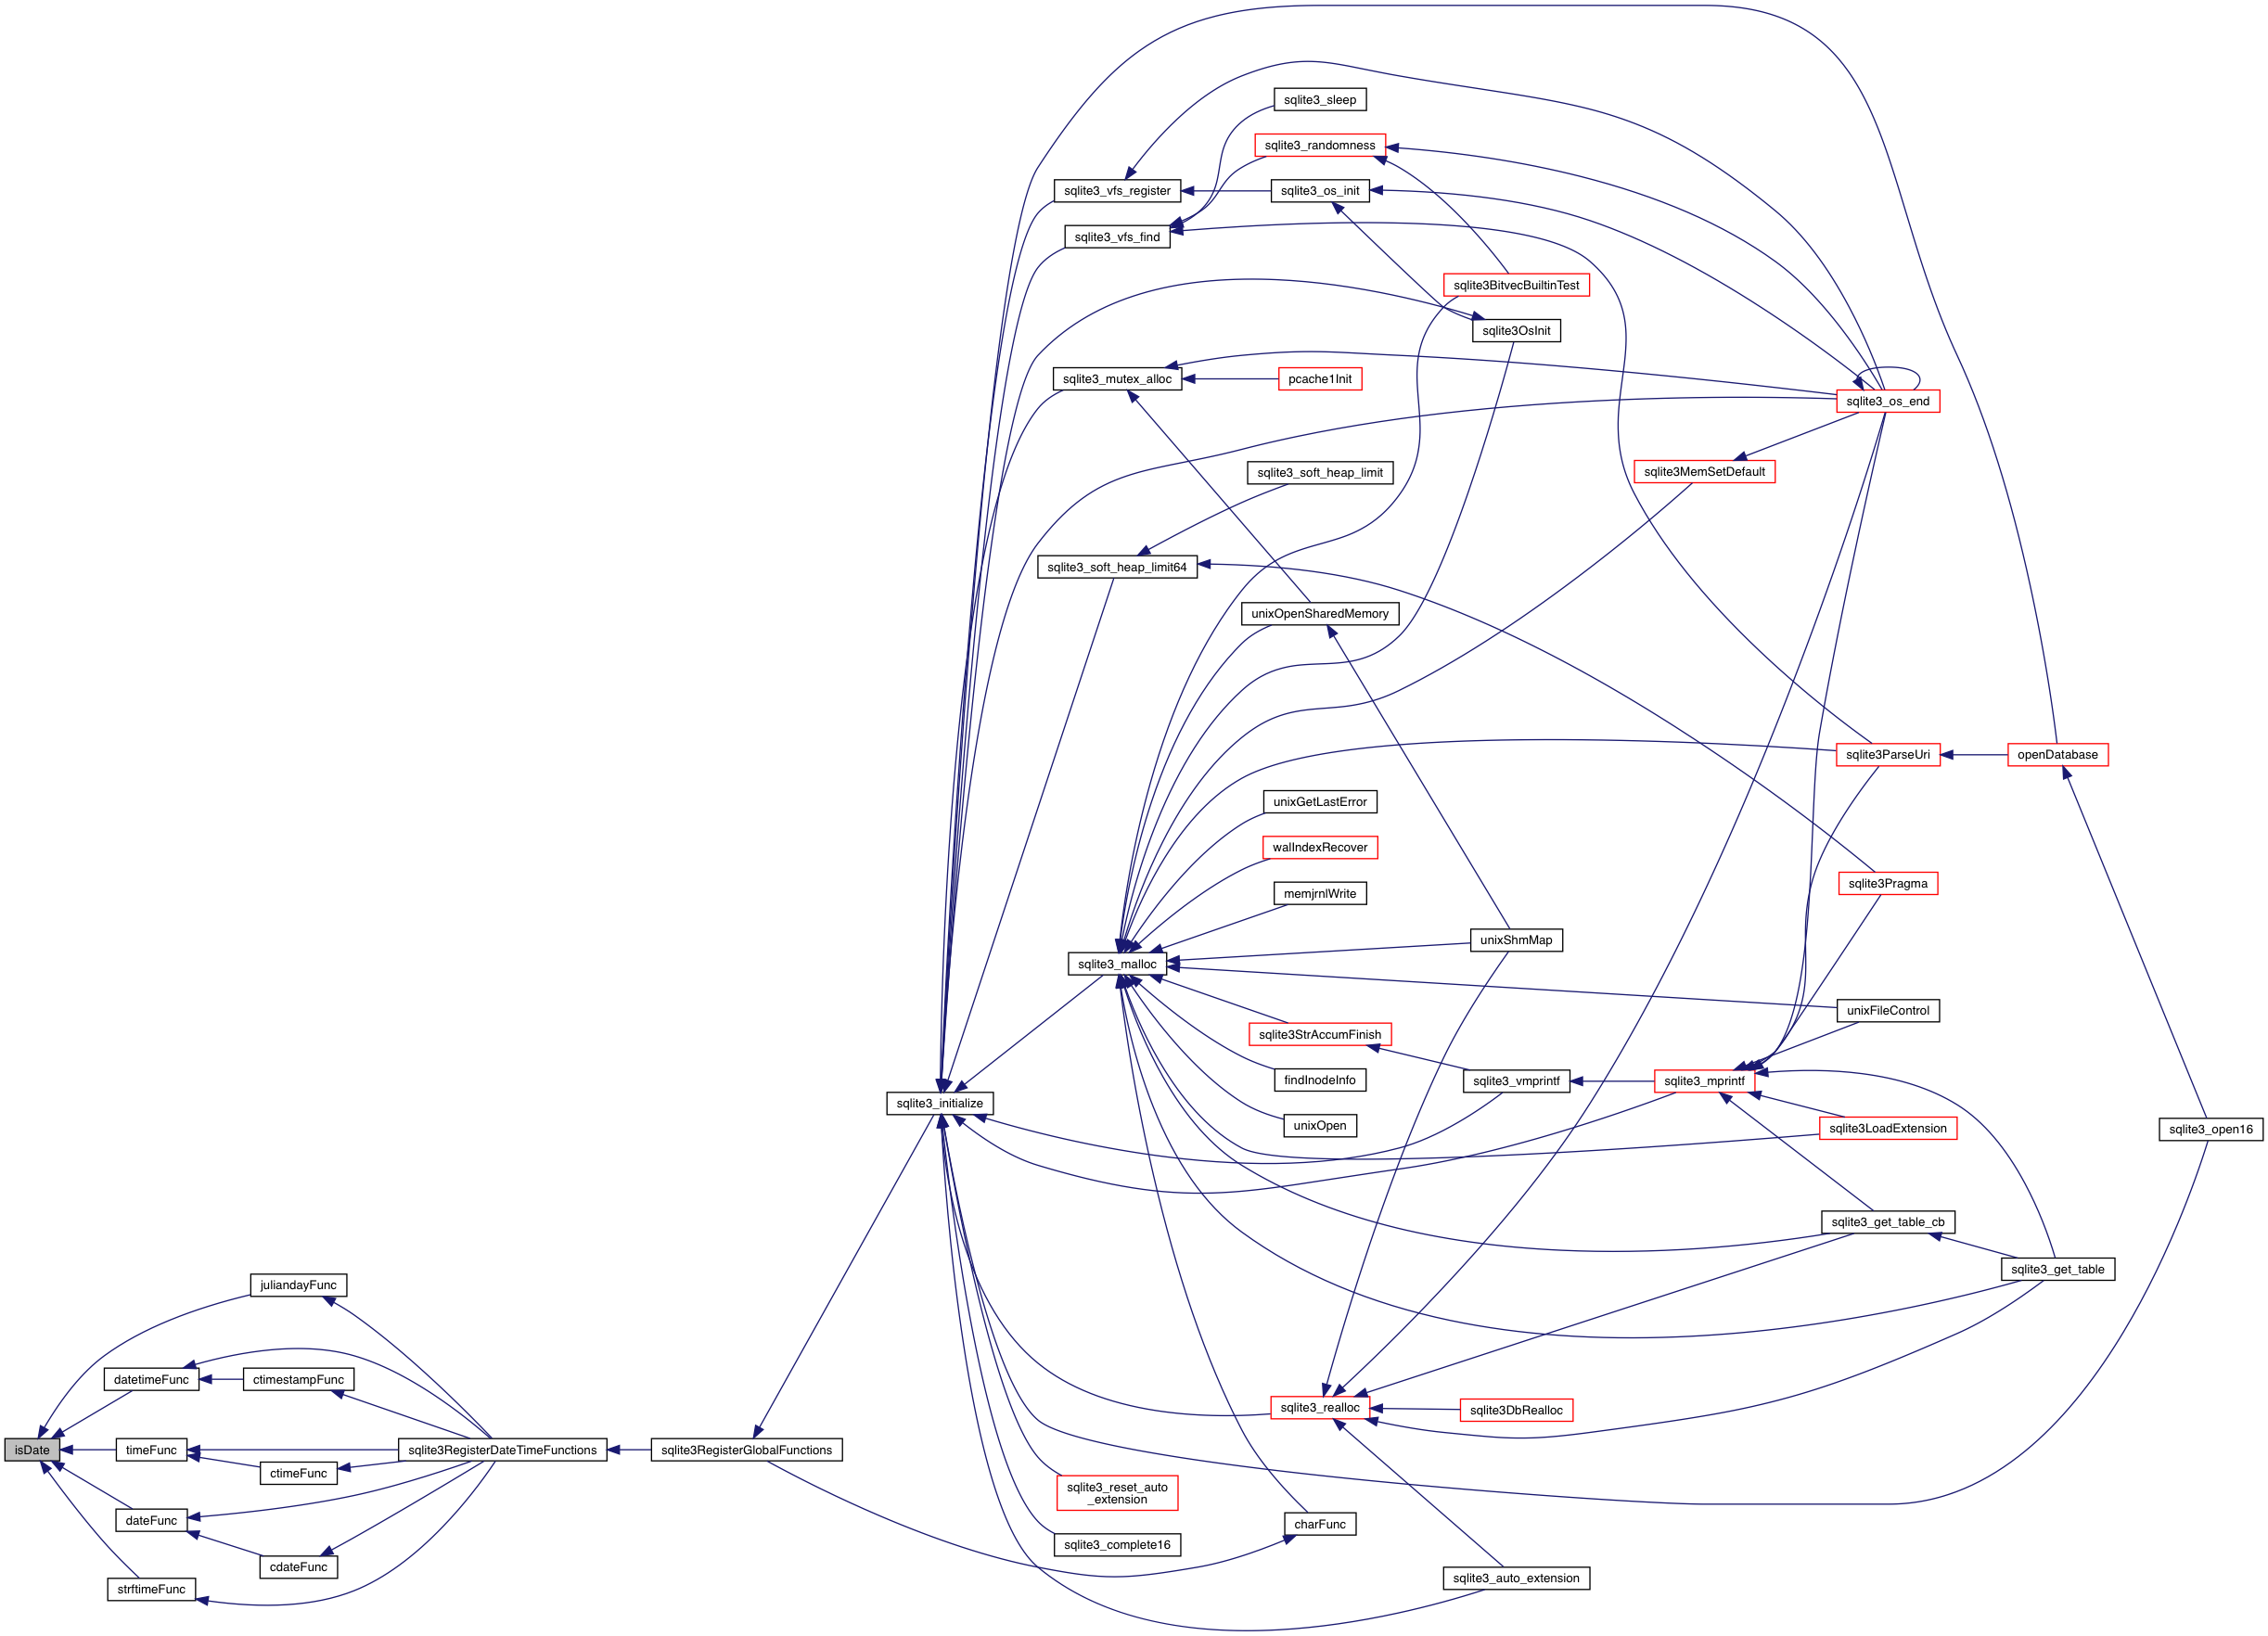 sqlite3_sleep
sqlite3_randomness
sqlite3_vfs_register
sqlite3_os_init
sqlite3_vfs_find
sqlite3BitvecBuiltinTest
sqlite3OsInit
sqlite3_mutex_alloc
pcache1Init
sqlite3_os_end
sqlite3_soft_heap_limit
sqlite3MemSetDefault
sqlite3_soft_heap_limit64
unixOpenSharedMemory
sqlite3ParseUri
openDatabase
unixGetLastError
walIndexRecover
memjrnlWrite
sqlite3Pragma
unixShmMap
sqlite3_malloc
unixFileControl
sqlite3StrAccumFinish
findInodeInfo
sqlite3_vmprintf
sqlite3_mprintf
sqlite3_initialize
unixOpen
sqlite3LoadExtension
sqlite3_open16
sqlite3_get_table_cb
sqlite3_get_table
juliandayFunc
datetimeFunc
ctimestampFunc
sqlite3_realloc
sqlite3DbRealloc
isDate
timeFunc
sqlite3RegisterDateTimeFunctions
sqlite3RegisterGlobalFunctions
ctimeFunc
sqlite3_reset_auto
_extension
dateFunc
charFunc
sqlite3_complete16
cdateFunc
strftimeFunc
sqlite3_auto_extension